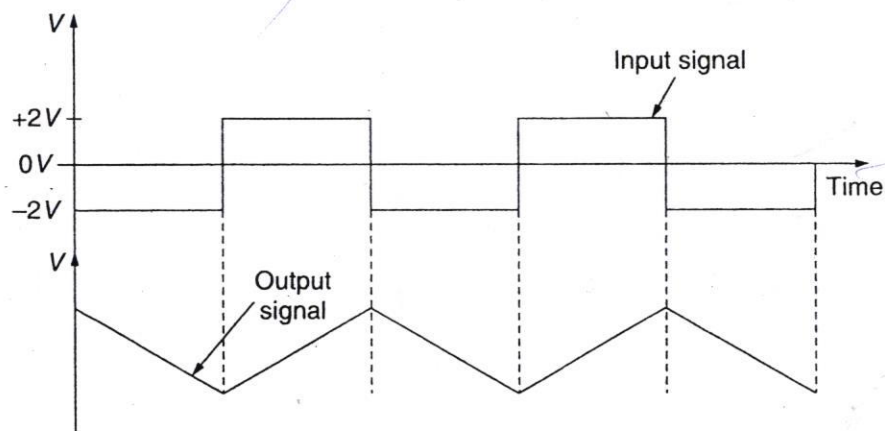 V
Input signal
+2V
0V
Time
−2V
V
Output
signal